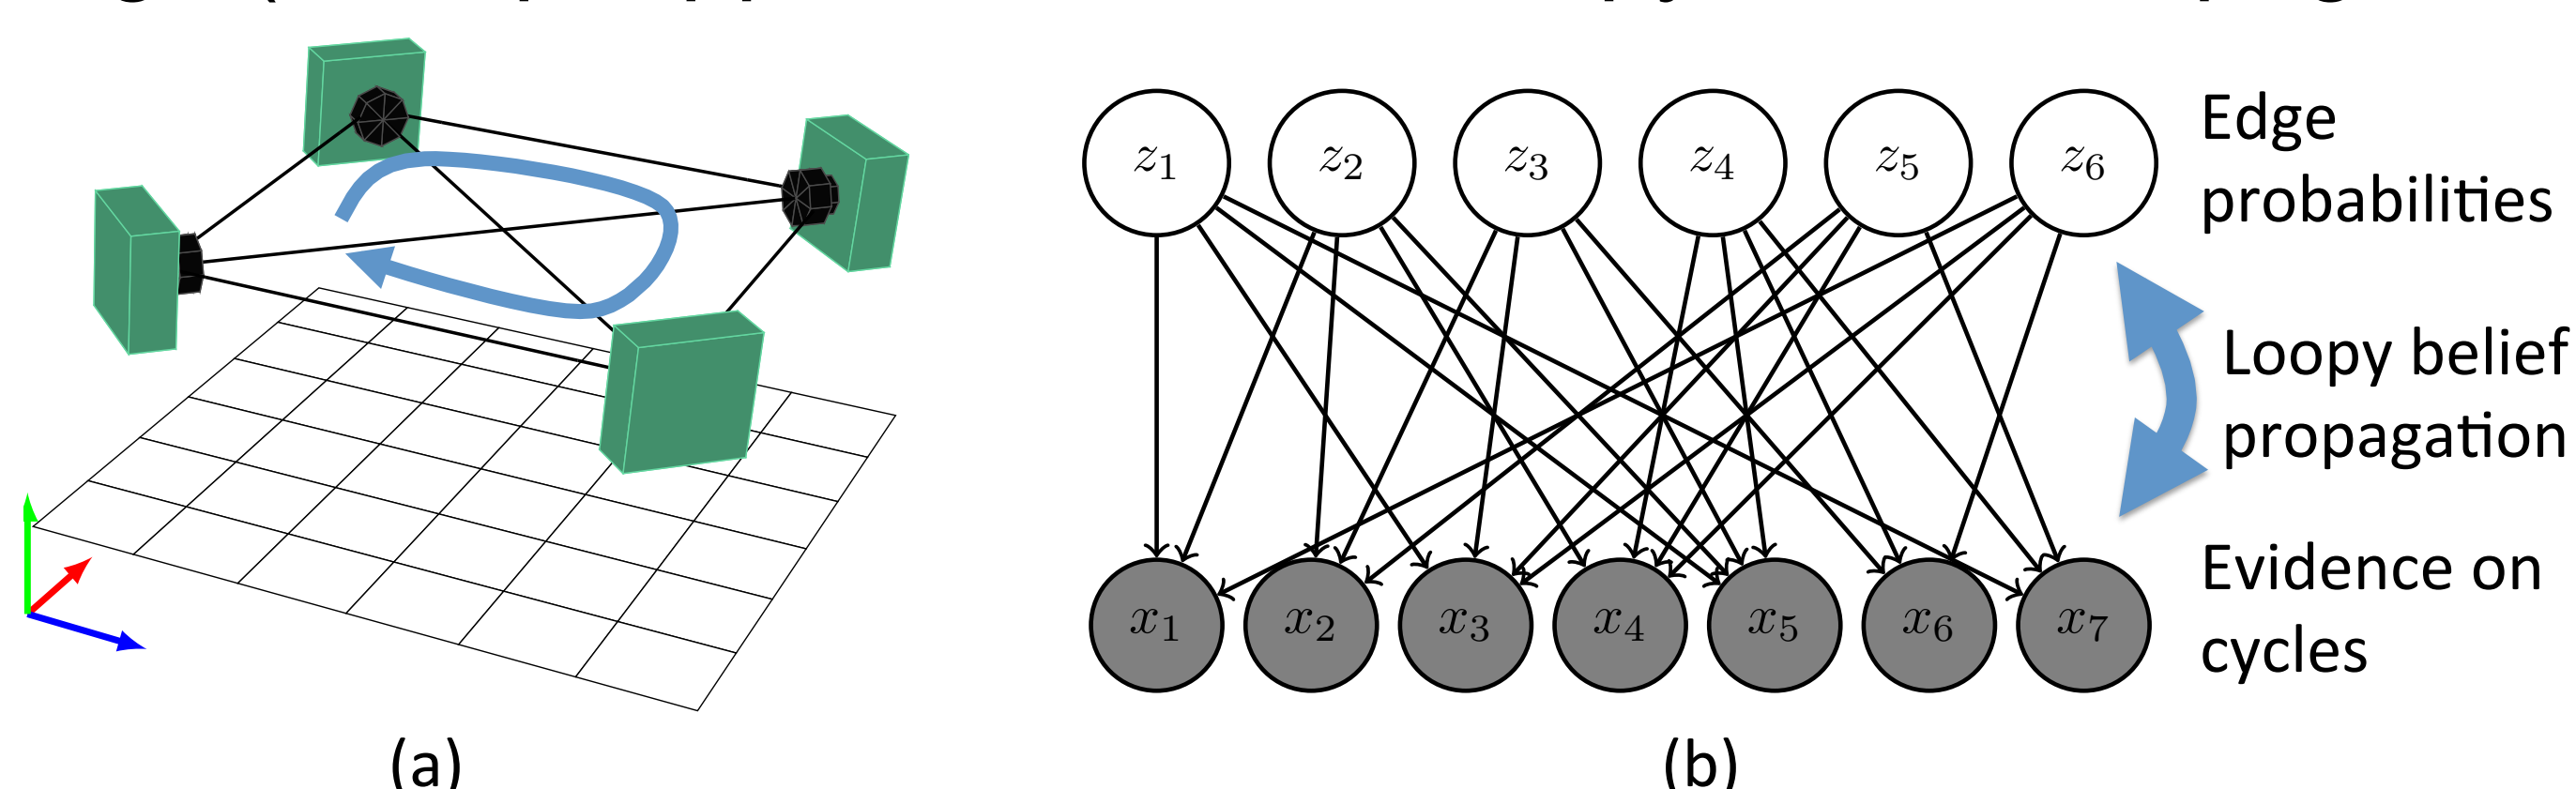 z1 z2 z3 z4 z5 z6
Edge
probabilities
Loopy belief
propagation
x1 x2 x3 x4 x5 x6 x7
Evidence on
cycles
(a) (b)